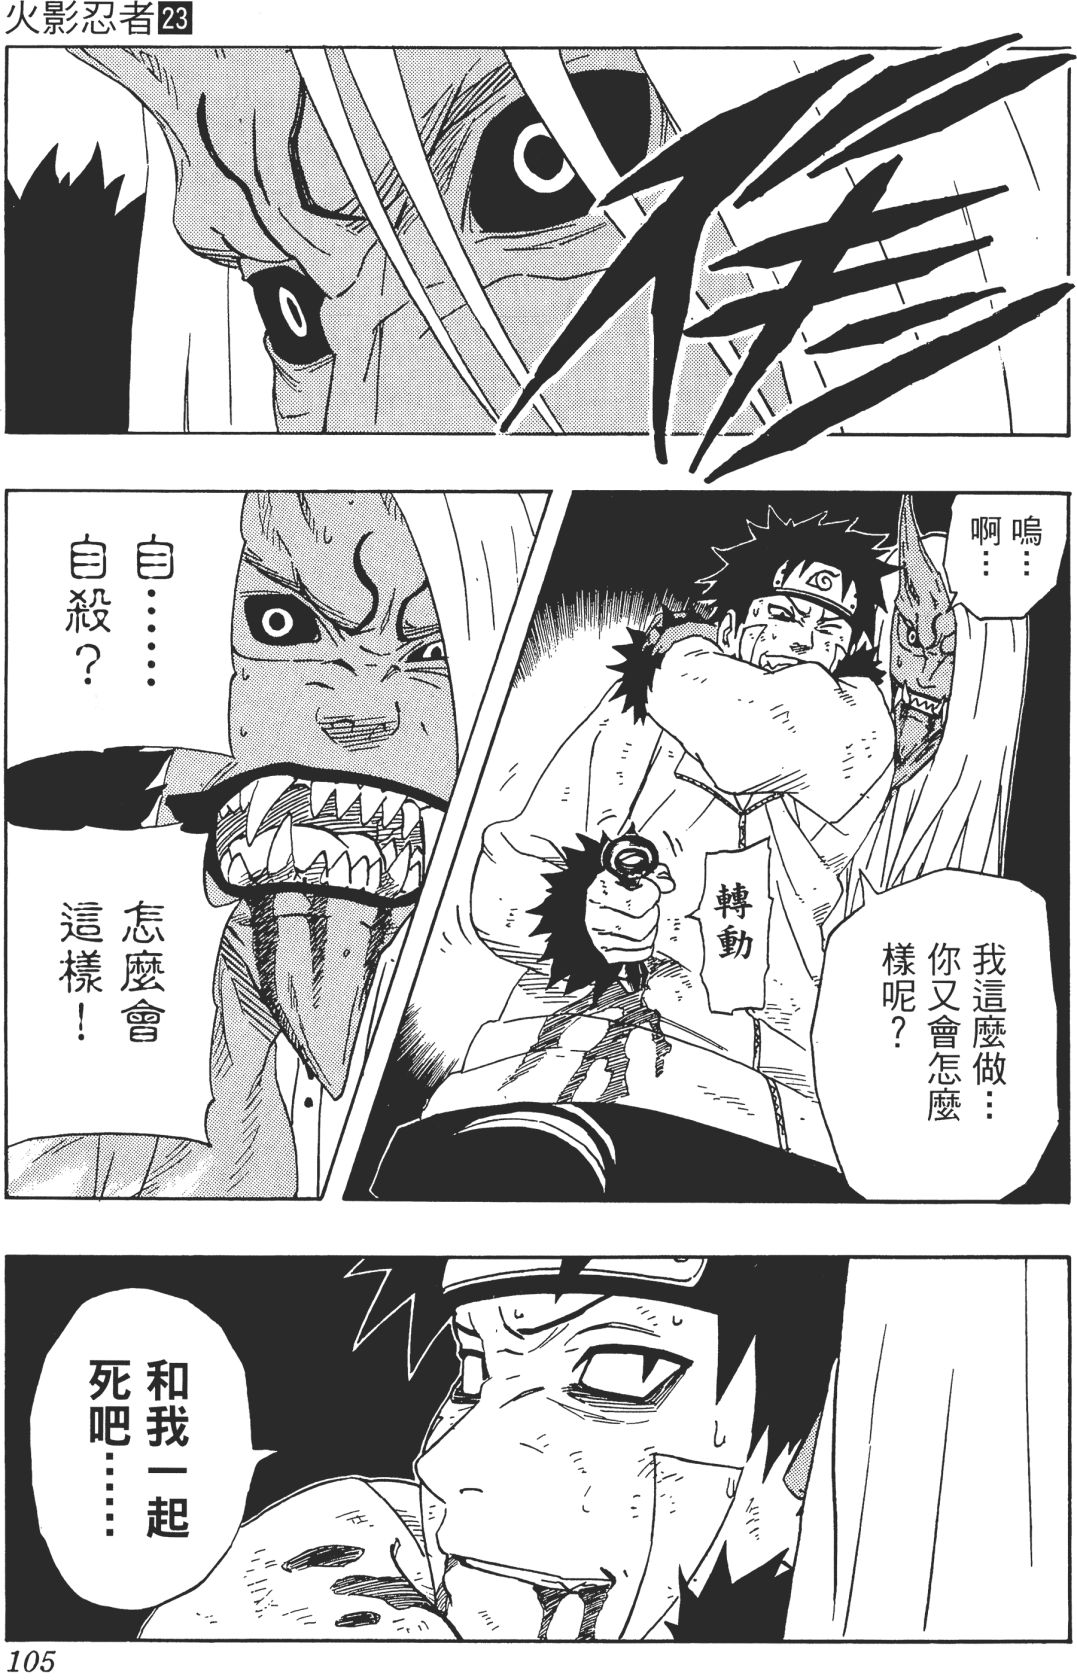 火影忍者23
嗚…
啊…
我這麼做…
你又會怎麼
樣呢？
轉動
自……
自殺？
怎麼會
這樣！
和我一起
死吧……
105